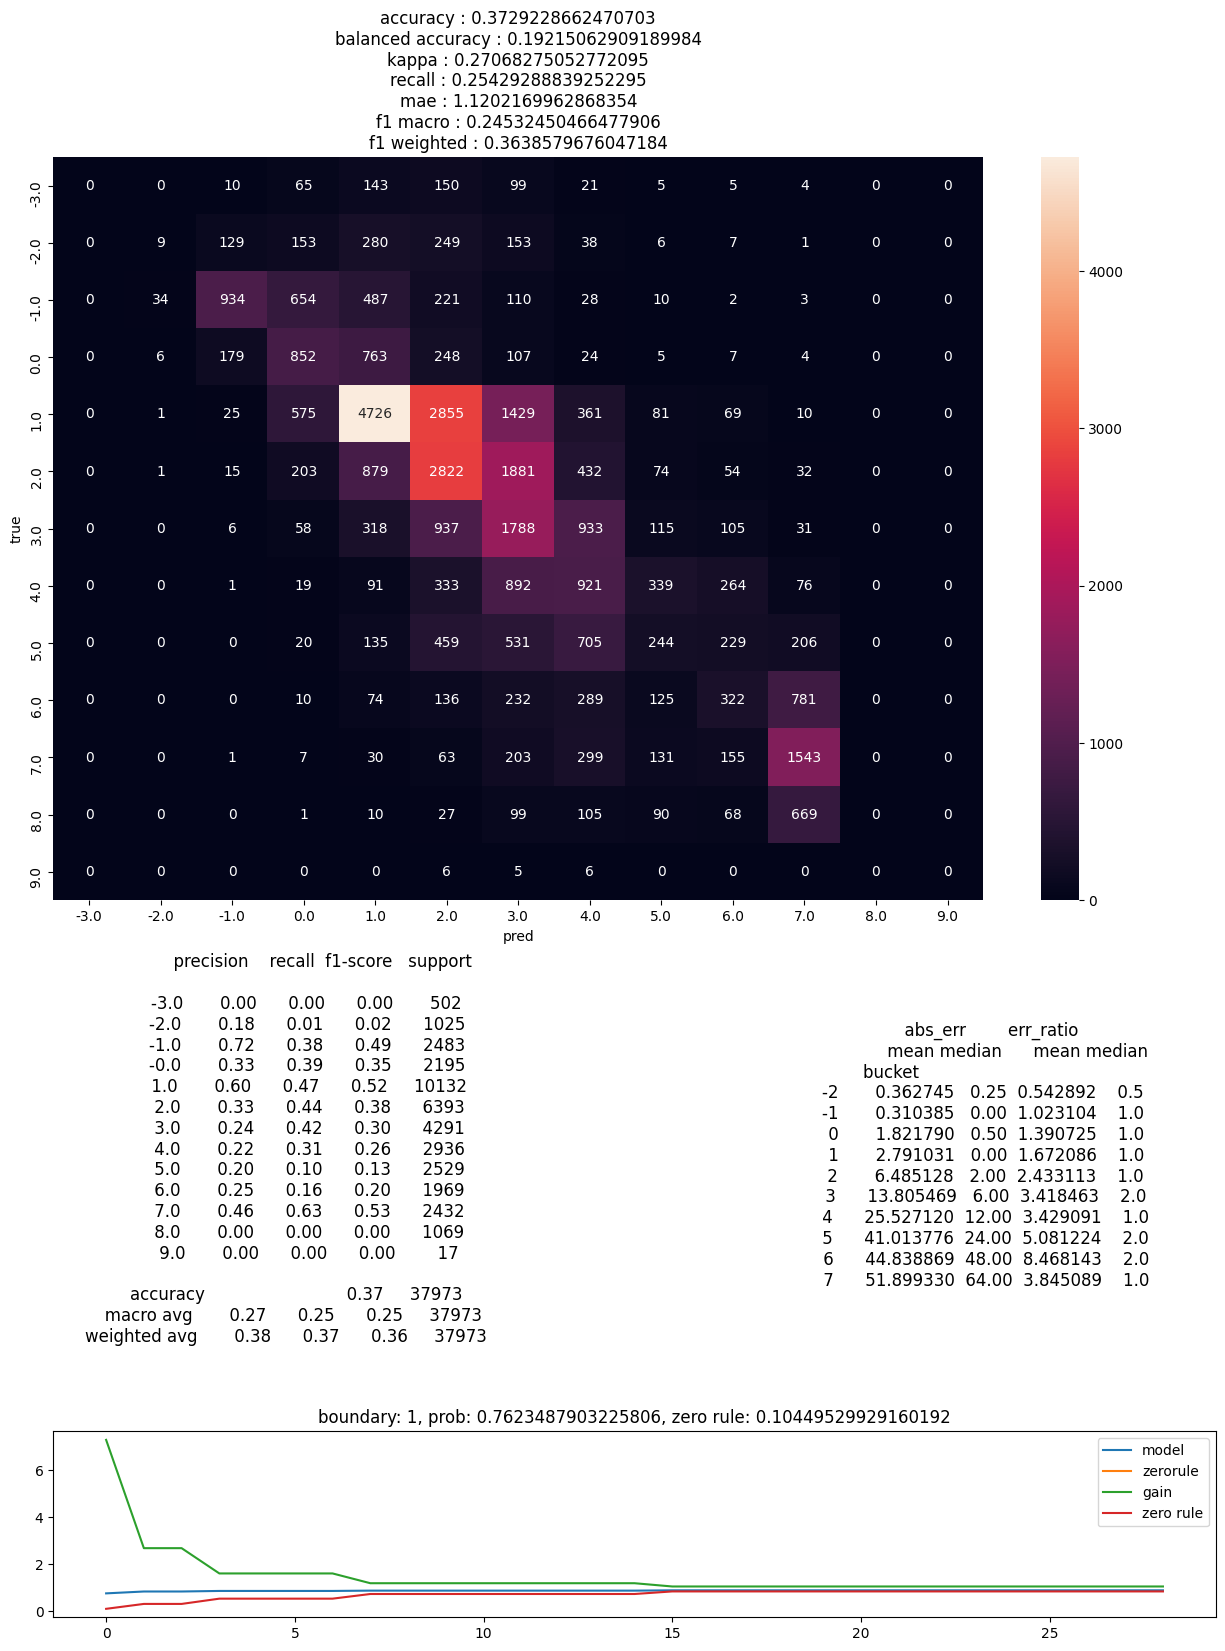 accuracy : 0.3729228662470703
balanced accuracy : 0.19215062909189984
kappa : 0.27068275052772095
recall : 0.25429288839252295
mae : 1.1202169962868354
f1 macro : 0.24532450466477906
f1 weighted : 0.3638579676047184
-3.0 0 0 10 65 143 150 99 21 5 5 4 0 0
-2.0 0 9 129 153 280 249 153 38 6 7 1 0 0
-1.0 0 34 934 654 487 221 110 28 10 2 3 0 0
0.0 0 6 179 852 763 248 107 24 5 7 4 0 0
1.0 0 1 25 575 4726 2855 1429 361 81 69 10 0 0
2.0 0 1 15 203 879 2822 1881 432 74 54 32 0 0
3.0 0 0 6 58 318 937 1788 933 115 105 31 0 0
4.0 0 0 1 19 91 333 892 921 339 264 76 0 0
5.0 0 0 0 20 135 459 531 705 244 229 206 0 0
6.0 0 0 0 10 74 136 232 289 125 322 781 0 0
7.0 0 0 1 7 30 63 203 299 131 155 1543 0 0
8.0 0 0 0 1 10 27 99 105 90 68 669 0 0
9.0 0 0 0 0 0 6 5 6 0 0 0 0 0
true
-3.0 -2.0 -1.0 0.0 1.0 2.0 3.0 4.0 5.0 6.0 7.0 8.0 9.0
pred
4000
3000
2000
1000
0
precision recall f1-score support
-3.0 0.00 0.00 0.00 502
-2.0 0.18 0.01 0.02 1025
-1.0 0.72 0.38 0.49 2483
-0.0 0.33 0.39 0.35 2195
1.0 0.60 0.47 0.52 10132
2.0 0.33 0.44 0.38 6393
3.0 0.24 0.42 0.30 4291
4.0 0.22 0.31 0.26 2936
5.0 0.20 0.10 0.13 2529
6.0 0.25 0.16 0.20 1969
7.0 0.46 0.63 0.53 2432
8.0 0.00 0.00 0.00 1069
9.0 0.00 0.00 0.00 17
accuracy 0.37 37973
macro avg 0.27 0.25 0.25 37973
weighted avg 0.38 0.37 0.36 37973
abs_err err_ratio
mean median mean median
bucket
-2 0.362745 0.25 0.542892 0.5
-1 0.310385 0.00 1.023104 1.0
0 1.821790 0.50 1.390725 1.0
1 2.791031 0.00 1.672086 1.0
2 6.485128 2.00 2.433113 1.0
3 13.805469 6.00 3.418463 2.0
4 25.527120 12.00 3.429091 1.0
5 41.013776 24.00 5.081224 2.0
6 44.838869 48.00 8.468143 2.0
7 51.899330 64.00 3.845089 1.0
boundary: 1, prob: 0.7623487903225806, zero rule: 0.10449529929160192
6
4
2
0
model
zerorule
gain
zero rule
0 5 10 15 20 25